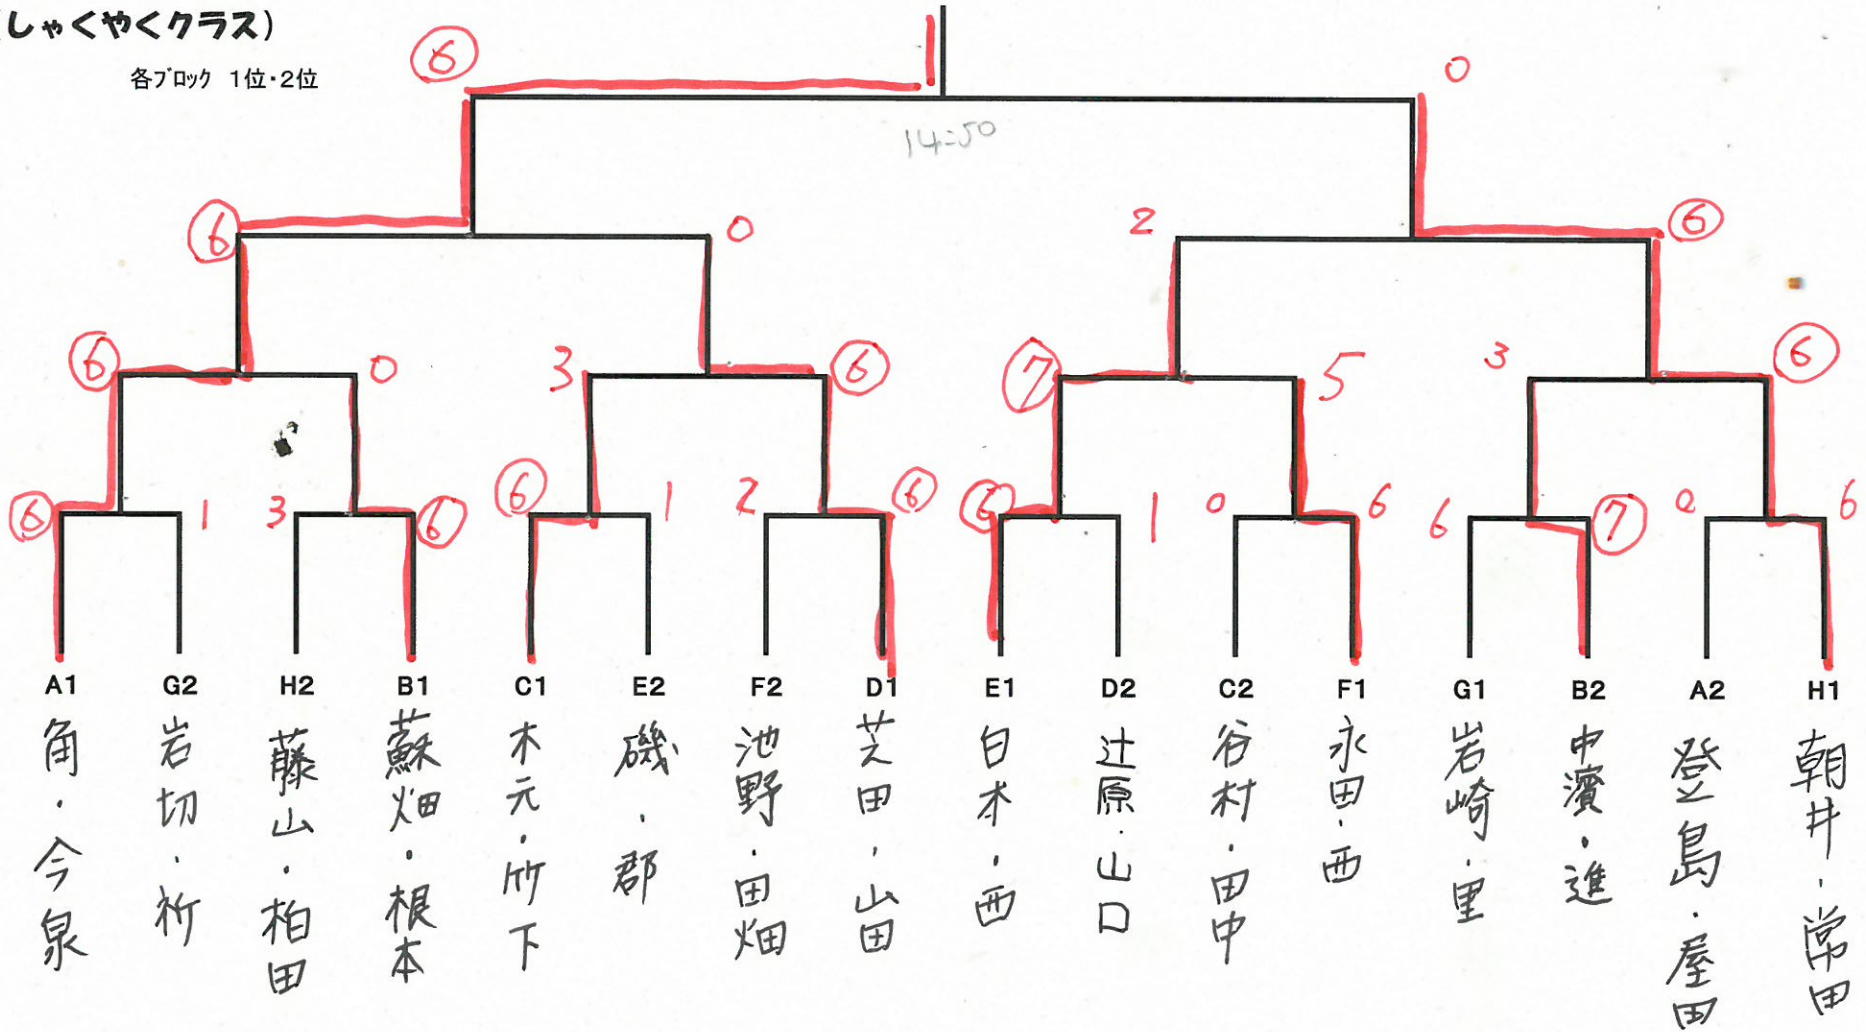 (しゃくやくクラス)
各ブロック 1位・2位
⑥ 0
14:50
⑥ 0 2 ⑥
⑥ 0 3 ⑥ ⑦ 5 3 ⑥
⑥ 1 3 ⑥ ⑥ 1 2 ⑥ ⑥ 1 0 6 6 ⑦ 0 6
A1 G2 H2 B1 C1 E2 F2 D1 E1 D2 C2 F1 G1 B2 A2 H1
角・今泉
岩切・祈
藤山・柏田
蘇畑・根本
木元・竹下
磯・郡
池野・田畑
芝田・山田
白木・西
辻原・山口
谷村・田中
永田・西
岩崎・里
中濱・進
登島・屋田
朝井・常田